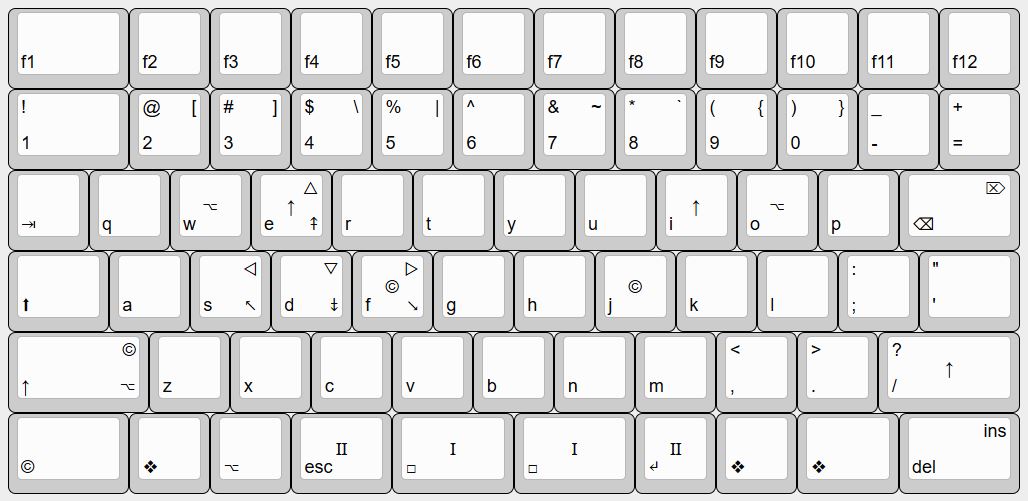 f1 f2 f3 f4 f5 f6 f7 f8 f9 f10 f11 f12
! @ [ # ] $ \ % | ^ & ~ * ` ( { ) } _ +
1 2 3 4 5 6 7 8 9 0 - =
△ ⌦
⌥ ↑ ↑ ⌥
⇥ q w e ⇞ r t y u i o p ⌫
◁ ▽ ▷ : "
© ©
⬆ a s ↖ d ⇟ f ↘ g h j k l ; '
© < > ?
↑
↑ ⌥ z x c v b n m , . /
ins
II I I II
© ❖ ⌥ esc □ □ ↲ ❖ ❖ del